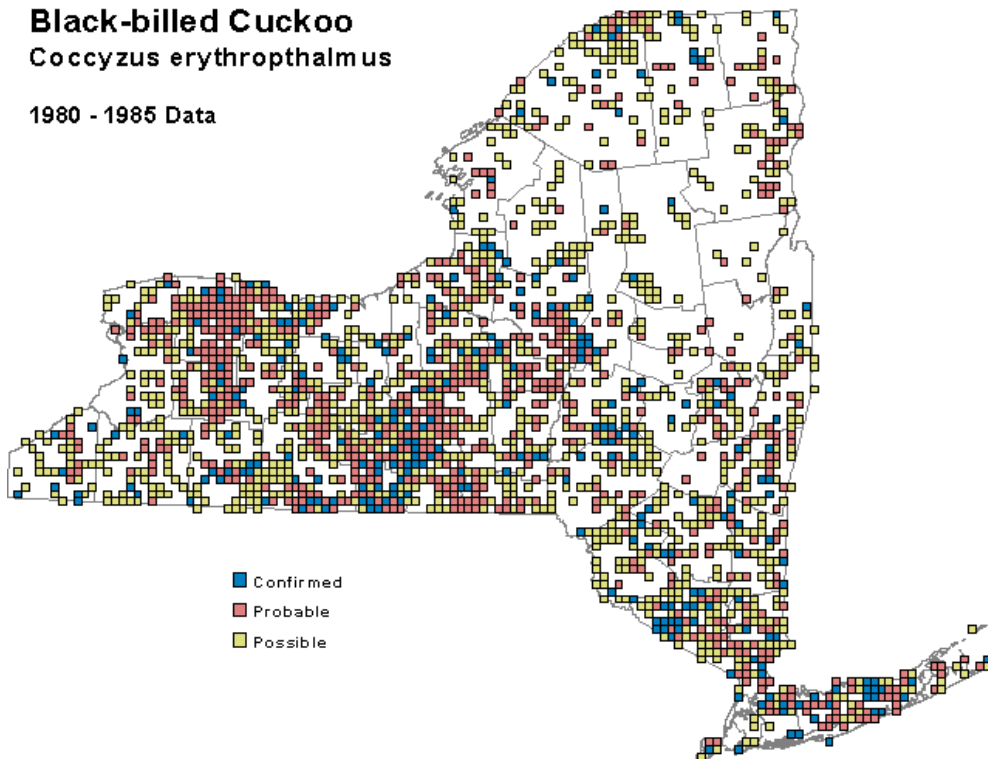 Black-billed Cuckoo
Coccyzus erythropthalmus
1980 - 1985 Data
Confirmed
Probable
Possible